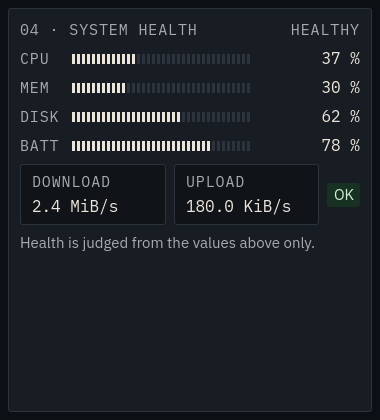 04 · SYSTEM HEALTH HEALTHY
CPU 37 %
MEM 30 %
DISK 62 %
BATT 78 %
DOWNLOAD UPLOAD
2.4 MiB/s 180.0 KiB/s OK
Health is judged from the values above only.